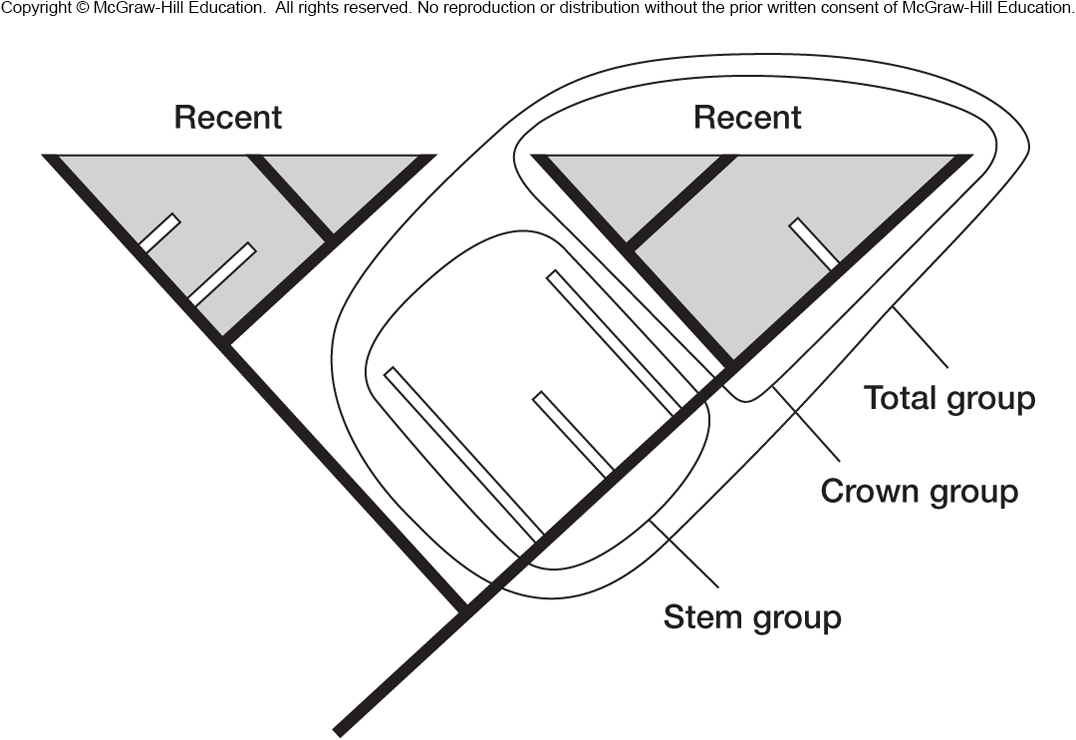 Copyright © McGraw-Hill Education.  All rights reserved. No reproduction or distribution without the prior written consent of McGraw-Hill Education.
Recent
Recent
Total group
Crown group
Stem group